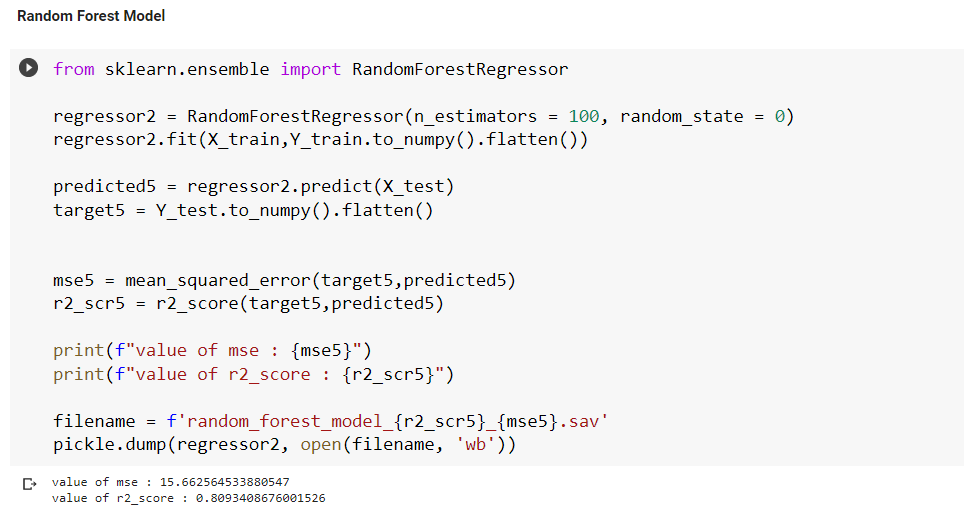 Random Forest Model
from sklearn.ensemble import RandomForestRegressor
regressor2 = RandomForestRegressor(n_estimators = 100, random_state = 0)
regressor2.fit(X_train,Y_train.to_numpy().flatten())
predicted5 = regressor2.predict(X_test)
target5 = Y_test.to_numpy().flatten()
mse5 = mean_squared_error(target5,predicted5)
r2_scr5 = r2_score(target5,predicted5)
print(f"value of mse : {mse5}")
print(f"value of r2_score : {r2_scr5}")
filename = f'random_forest_model_{r2_scr5}_{mse5}.sav'
pickle.dump(regressor2, open(filename, 'wb'))
value of mse : 15.662564533880547
value of r2_score : 0.8093408676001526